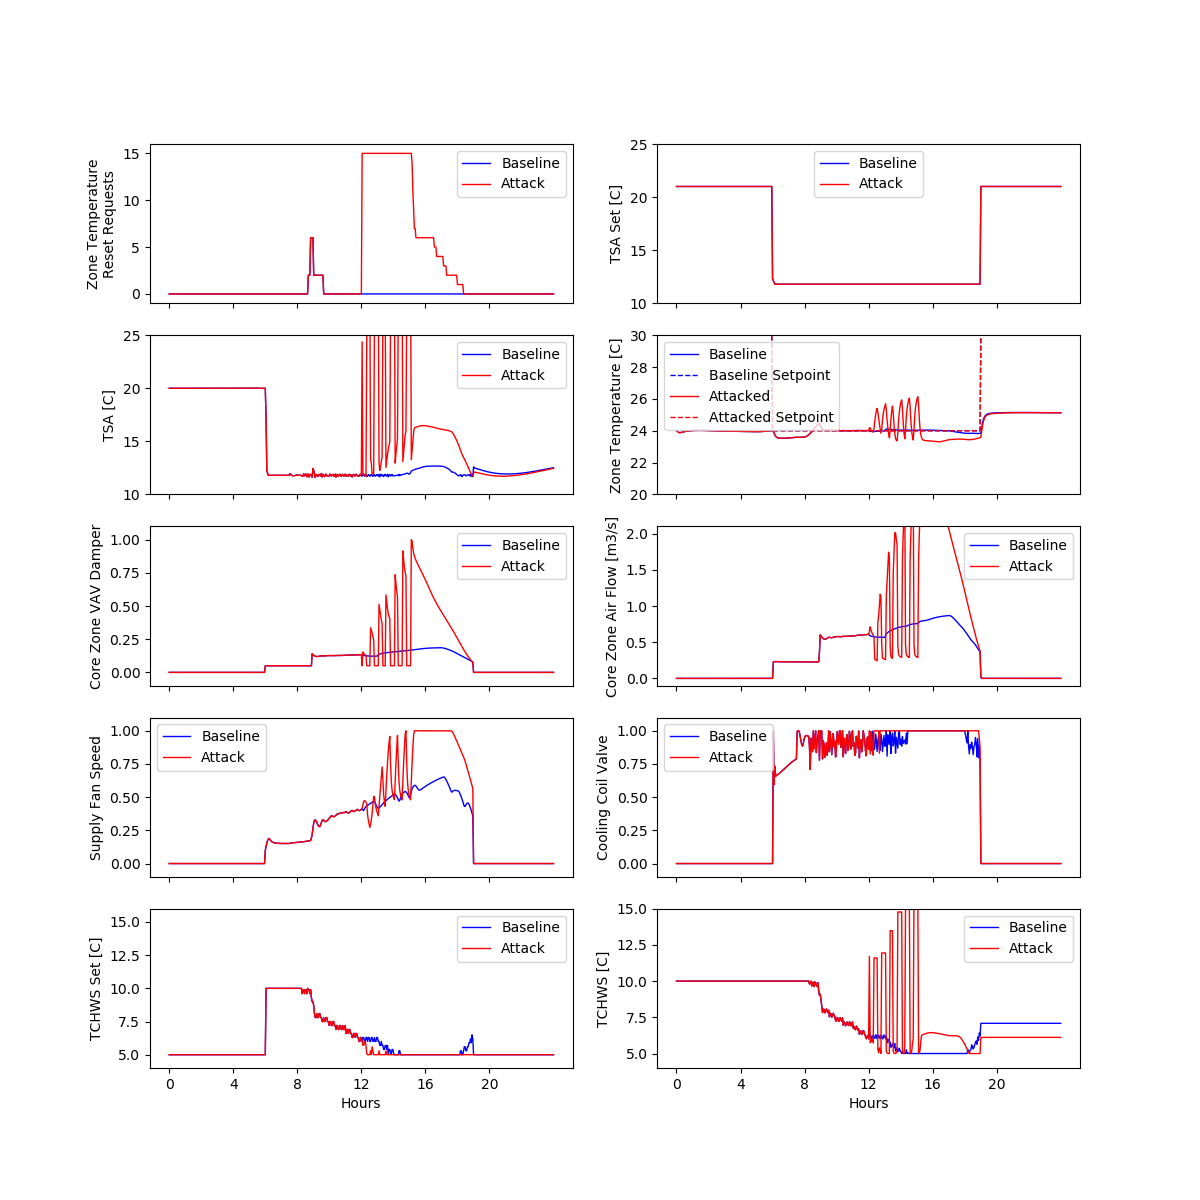 Zone Temperature
Reset Requests
15
10
5
0
Baseline
Attack
TSA Set [C]
25
20
15
10
Baseline
Attack
TSA [C]
25
20
15
10
Baseline
Attack
Zone Temperature [C]
30
28
26
24
22
20
Baseline
Baseline Setpoint
Attacked
Attacked Setpoint
Core Zone VAV Damper
1.00
0.75
0.50
0.25
0.00
Baseline
Attack
Core Zone Air Flow [m3/s]
2.0
1.5
1.0
0.5
0.0
Baseline
Attack
Supply Fan Speed
1.00
0.75
0.50
0.25
0.00
Baseline
Attack
Cooling Coil Valve
1.00
0.75
0.50
0.25
0.00
Baseline
Attack
TCHWS Set [C]
15.0
12.5
10.0
7.5
5.0
Baseline
Attack
0 4 8 12 16 20
Hours
TCHWS [C]
15.0
12.5
10.0
7.5
5.0
Baseline
Attack
0 4 8 12 16 20
Hours